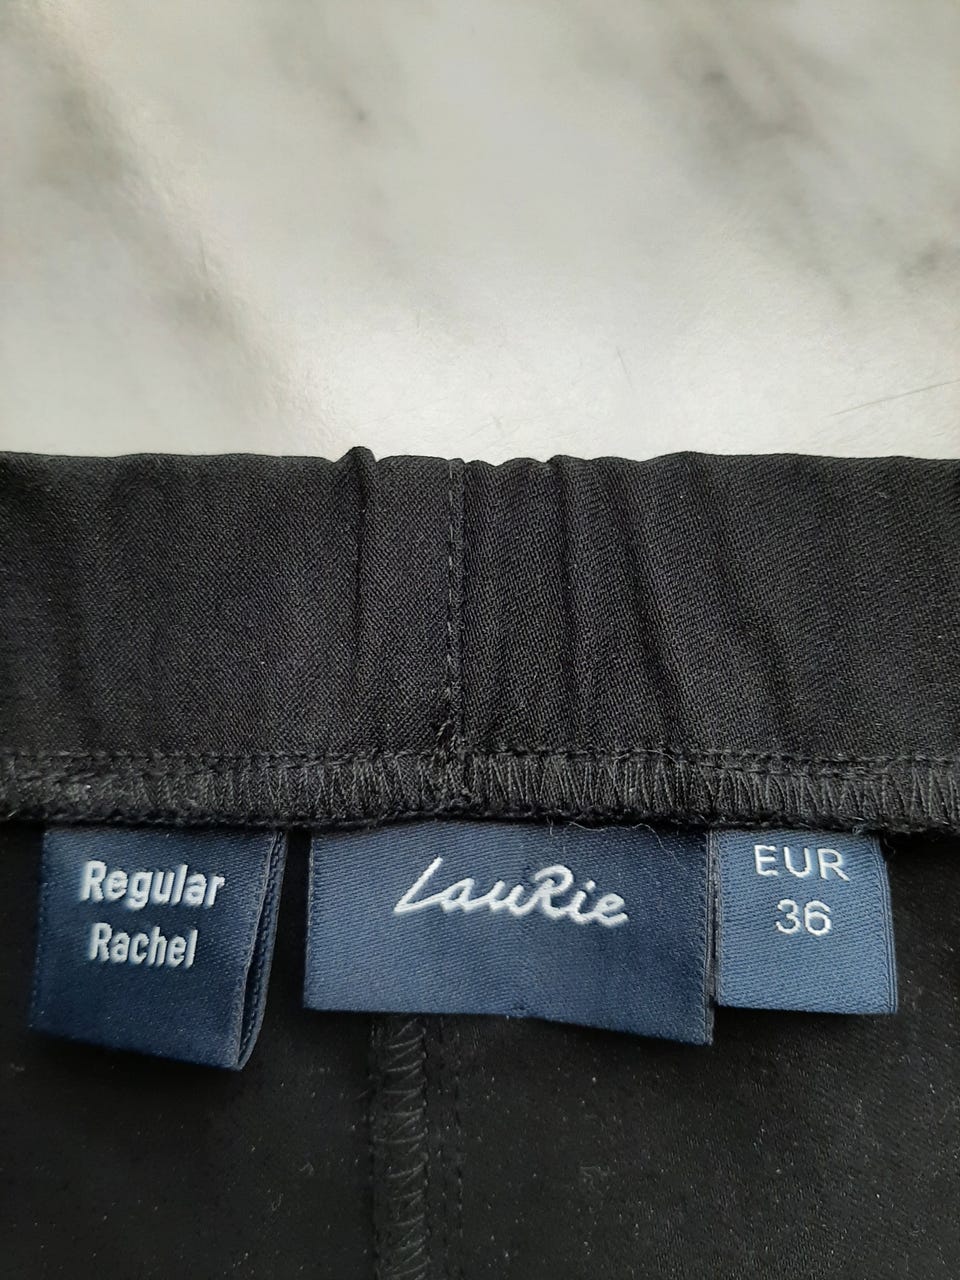 Regular
Rachel
LauRie
EUR
36